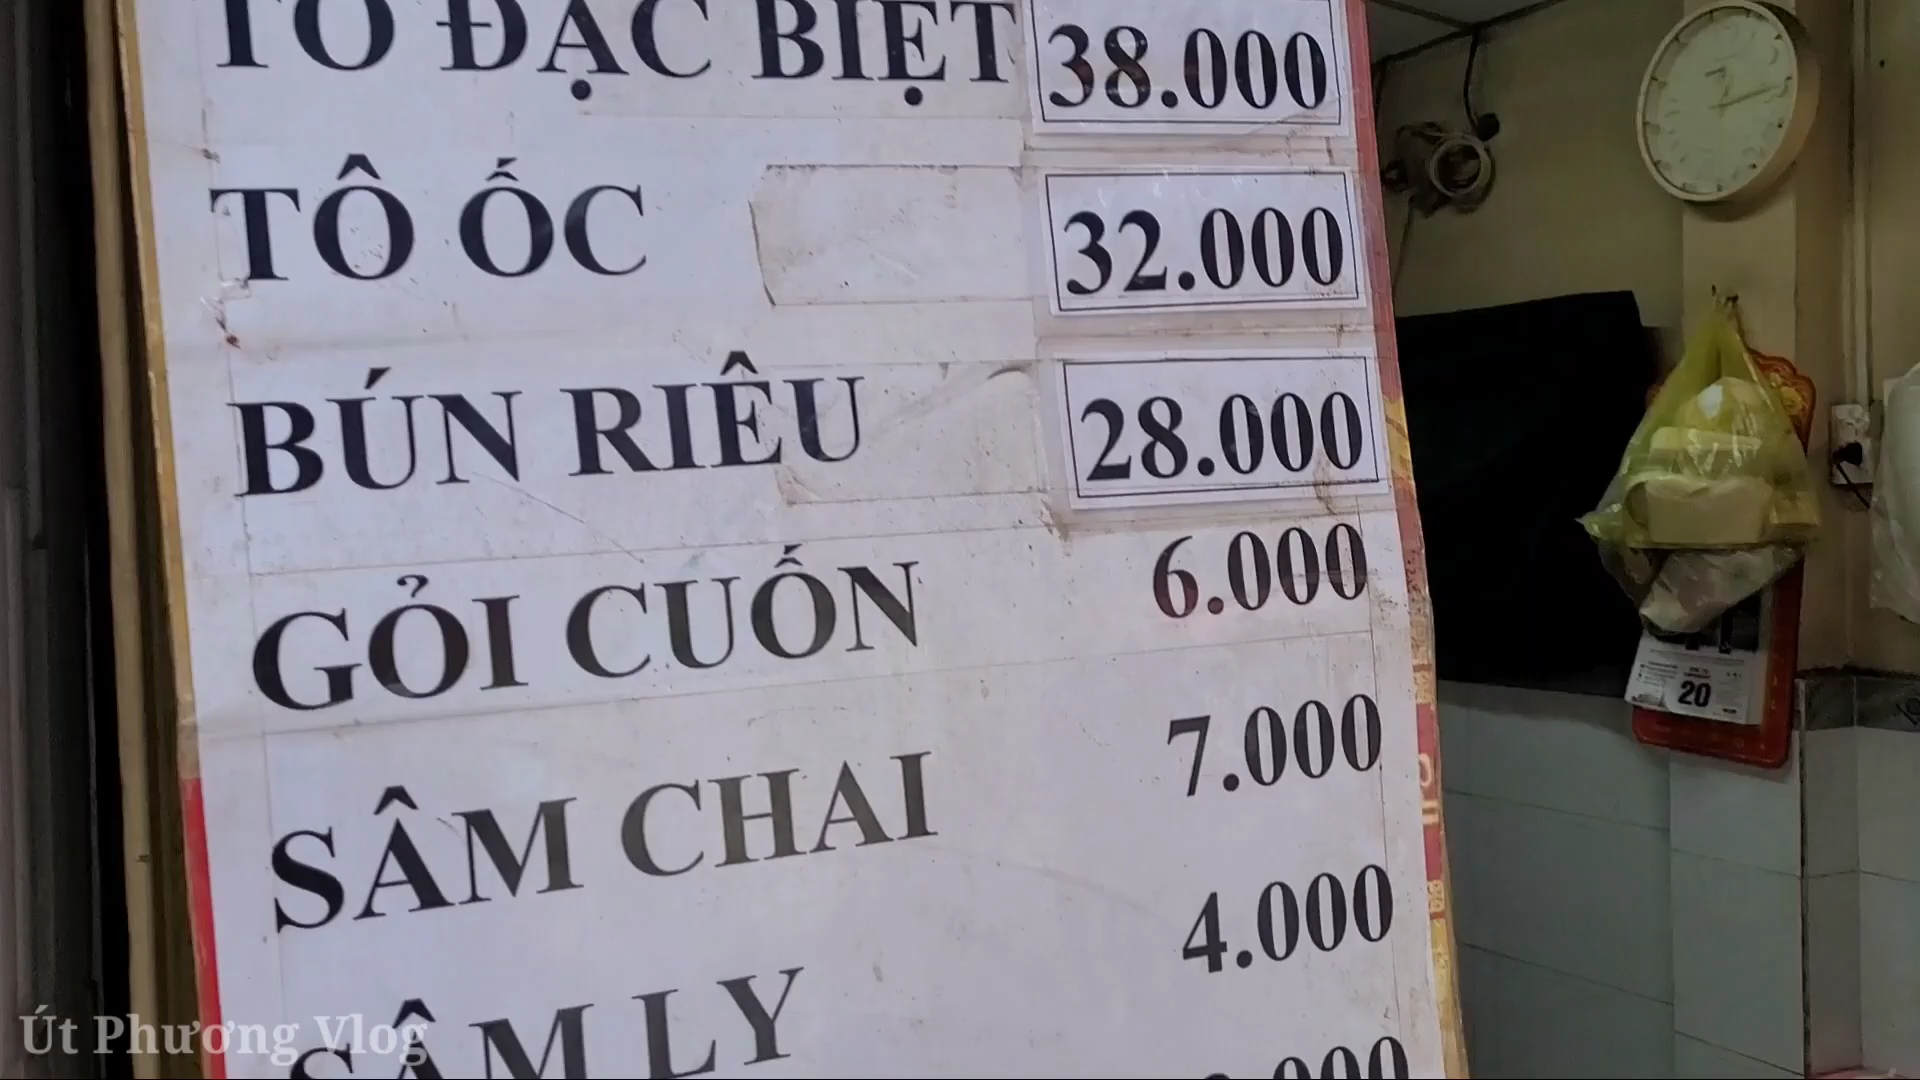 TÔ ĐẶC BIỆT 38.000
TÔ ỐC 32.000
BÚN RIÊU 28.000
GỎI CUỐN 6.000
SÂM CHAI 7.000
SÂM LY 4.000
20
Út Phương Vlog